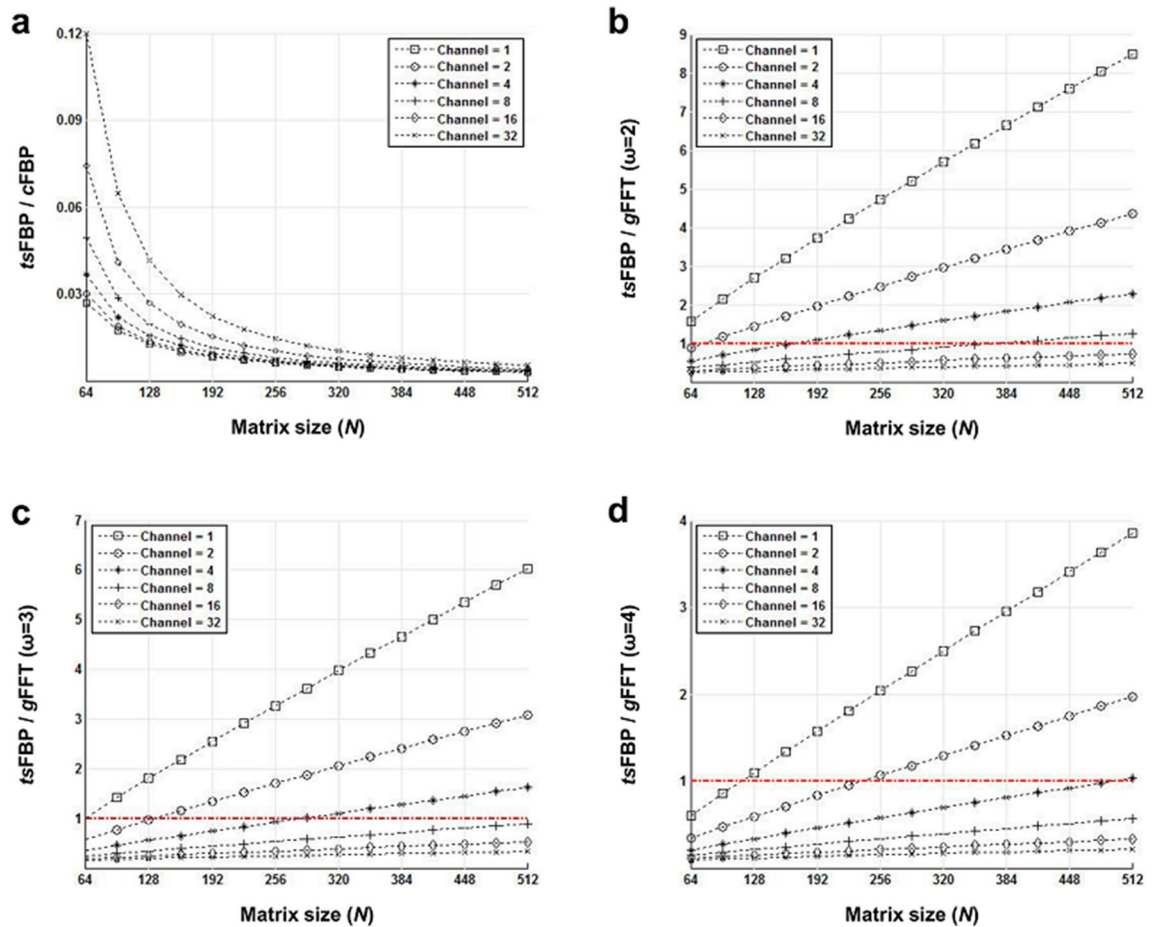 a
0.12
0.09
0.06
0.03
tsFBP / cFBP
Channel = 1
Channel = 2
Channel = 4
Channel = 8
Channel = 16
Channel = 32
64 128 192 256 320 384 448 512
Matrix size (N)
b
9
8
7
6
5
4
3
2
1
tsFBP / gFFT (ω=2)
Channel = 1
Channel = 2
Channel = 4
Channel = 8
Channel = 16
Channel = 32
64 128 192 256 320 384 448 512
Matrix size (N)
c
7
6
5
4
3
2
1
tsFBP / gFFT (ω=3)
Channel = 1
Channel = 2
Channel = 4
Channel = 8
Channel = 16
Channel = 32
64 128 192 256 320 384 448 512
Matrix size (N)
d
4
3
2
1
tsFBP / gFFT (ω=4)
Channel = 1
Channel = 2
Channel = 4
Channel = 8
Channel = 16
Channel = 32
64 128 192 256 320 384 448 512
Matrix size (N)